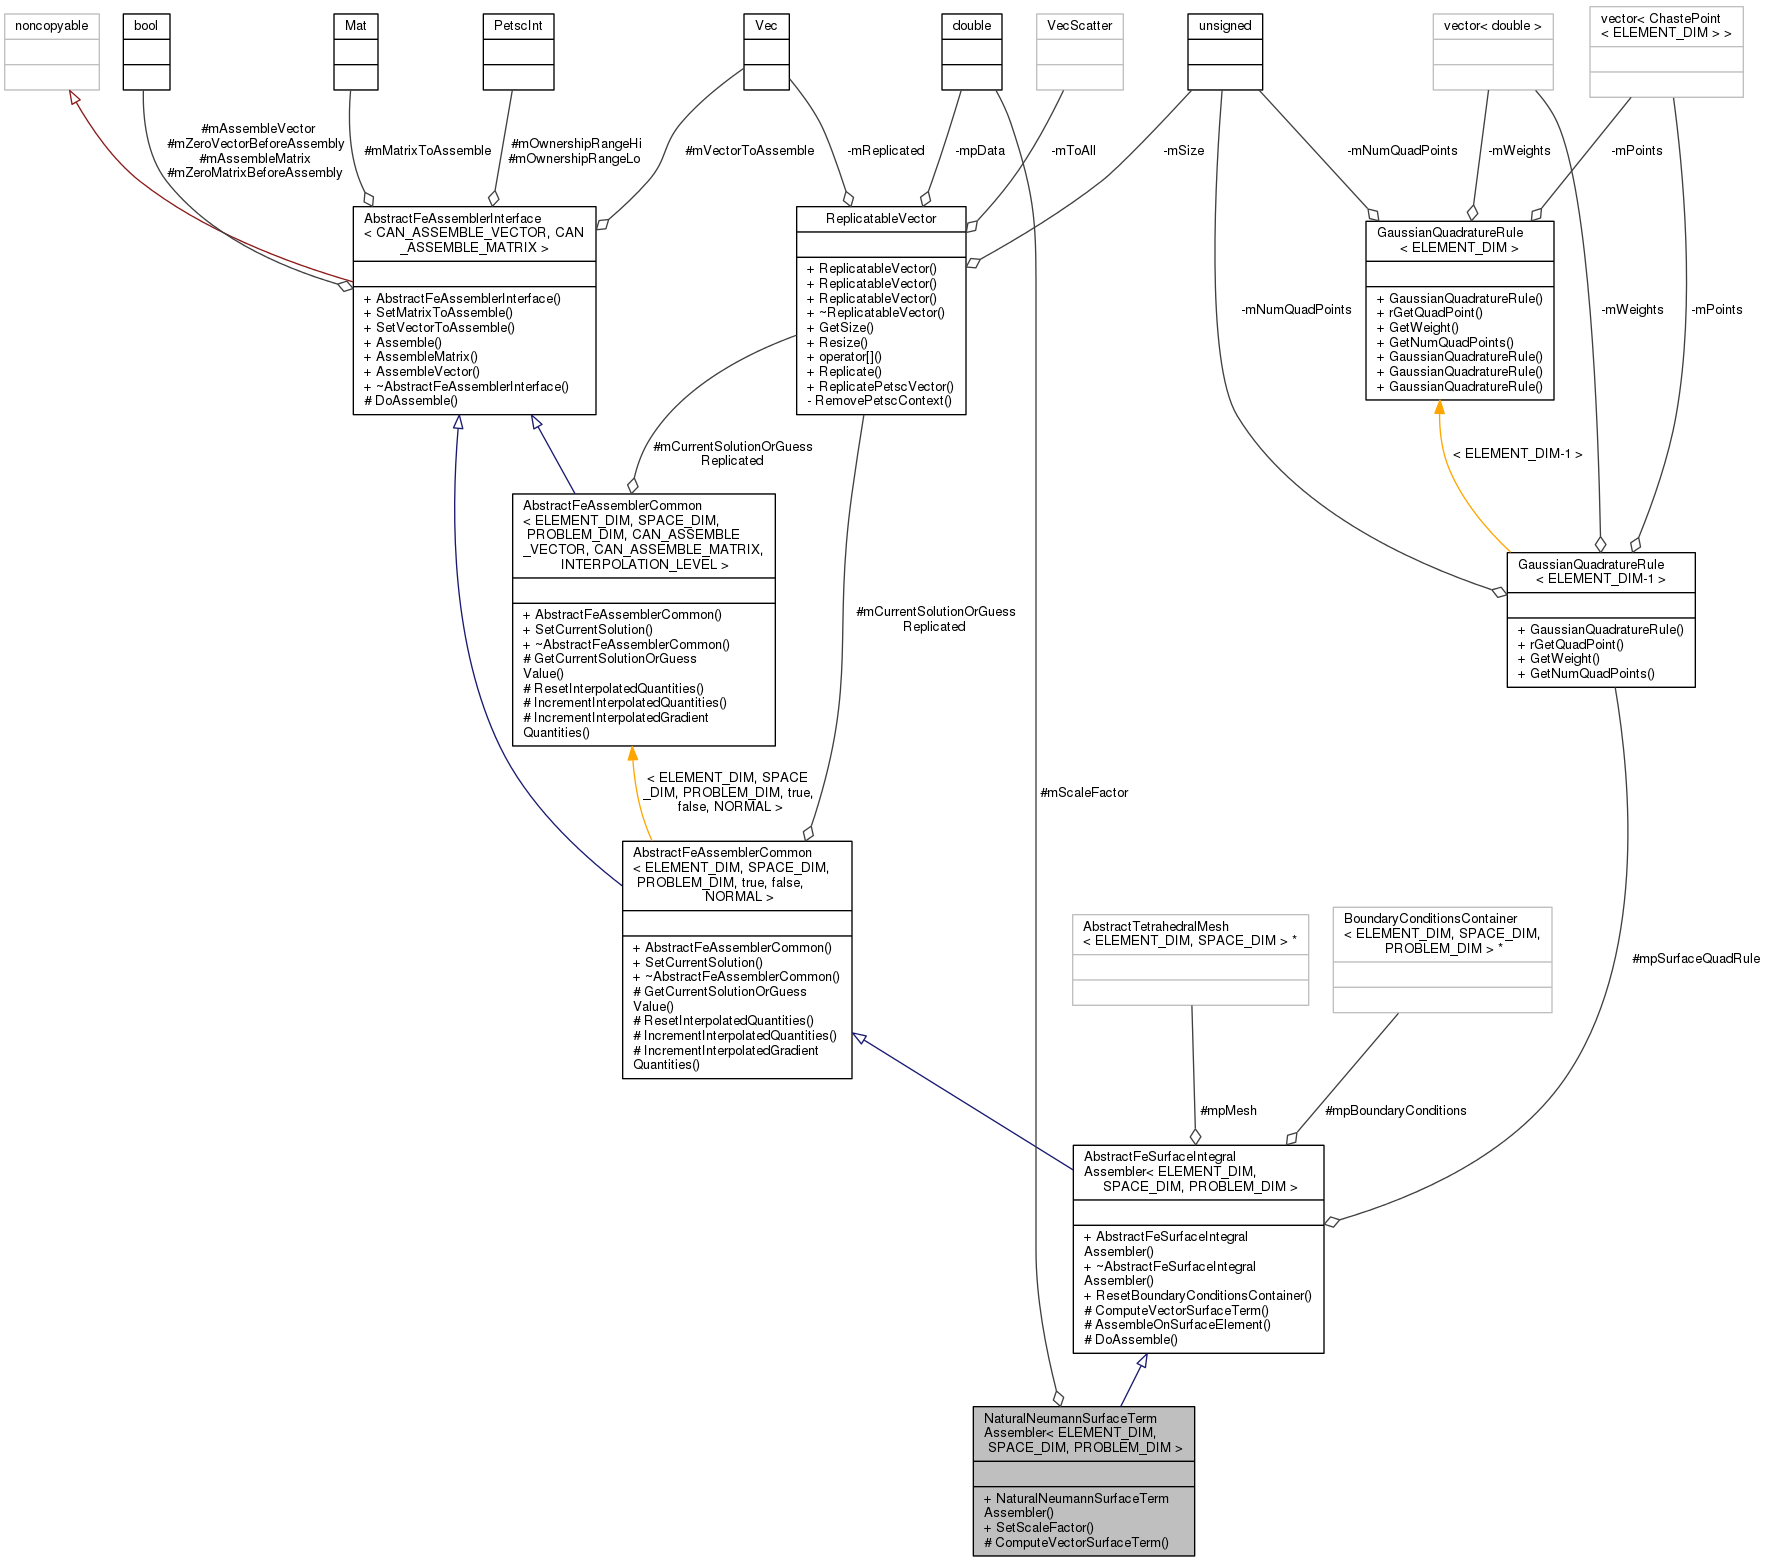 noncopyable
bool
Mat
PetscInt
Vec
double
VecScatter
unsigned
vector< double >
vector< ChastePoint
< ELEMENT_DIM > >
#mAssembleVector
#mZeroVectorBeforeAssembly
#mAssembleMatrix
#mZeroMatrixBeforeAssembly
#mMatrixToAssemble
#mOwnershipRangeHi
#mOwnershipRangeLo
#mVectorToAssemble
-mReplicated
-mpData
-mToAll
-mSize
-mNumQuadPoints
-mWeights
-mPoints
AbstractFeAssemblerInterface
< CAN_ASSEMBLE_VECTOR, CAN
_ASSEMBLE_MATRIX >
+ AbstractFeAssemblerInterface()
+ SetMatrixToAssemble()
+ SetVectorToAssemble()
+ Assemble()
+ AssembleMatrix()
+ AssembleVector()
+ ~AbstractFeAssemblerInterface()
# DoAssemble()
ReplicatableVector
+ ReplicatableVector()
+ ReplicatableVector()
+ ReplicatableVector()
+ ~ReplicatableVector()
+ GetSize()
+ Resize()
+ operator[]()
+ Replicate()
+ ReplicatePetscVector()
- RemovePetscContext()
GaussianQuadratureRule
< ELEMENT_DIM >
+ GaussianQuadratureRule()
+ rGetQuadPoint()
+ GetWeight()
+ GetNumQuadPoints()
+ GaussianQuadratureRule()
+ GaussianQuadratureRule()
+ GaussianQuadratureRule()
-mNumQuadPoints
-mWeights
-mPoints
#mCurrentSolutionOrGuess
Replicated
< ELEMENT_DIM-1 >
AbstractFeAssemblerCommon
< ELEMENT_DIM, SPACE_DIM,
PROBLEM_DIM, CAN_ASSEMBLE
_VECTOR, CAN_ASSEMBLE_MATRIX,
INTERPOLATION_LEVEL >
+ AbstractFeAssemblerCommon()
+ SetCurrentSolution()
+ ~AbstractFeAssemblerCommon()
# GetCurrentSolutionOrGuess
Value()
# ResetInterpolatedQuantities()
# IncrementInterpolatedQuantities()
# IncrementInterpolatedGradient
Quantities()
#mCurrentSolutionOrGuess
Replicated
GaussianQuadratureRule
< ELEMENT_DIM-1 >
+ GaussianQuadratureRule()
+ rGetQuadPoint()
+ GetWeight()
+ GetNumQuadPoints()
< ELEMENT_DIM, SPACE
_DIM, PROBLEM_DIM, true,
false, NORMAL >
#mScaleFactor
AbstractFeAssemblerCommon
< ELEMENT_DIM, SPACE_DIM,
PROBLEM_DIM, true, false,
NORMAL >
+ AbstractFeAssemblerCommon()
+ SetCurrentSolution()
+ ~AbstractFeAssemblerCommon()
# GetCurrentSolutionOrGuess
Value()
# ResetInterpolatedQuantities()
# IncrementInterpolatedQuantities()
# IncrementInterpolatedGradient
Quantities()
AbstractTetrahedralMesh
< ELEMENT_DIM, SPACE_DIM > *
BoundaryConditionsContainer
< ELEMENT_DIM, SPACE_DIM,
PROBLEM_DIM > *
#mpSurfaceQuadRule
#mpMesh
#mpBoundaryConditions
AbstractFeSurfaceIntegral
Assembler< ELEMENT_DIM,
SPACE_DIM, PROBLEM_DIM >
+ AbstractFeSurfaceIntegral
Assembler()
+ ~AbstractFeSurfaceIntegral
Assembler()
+ ResetBoundaryConditionsContainer()
# ComputeVectorSurfaceTerm()
# AssembleOnSurfaceElement()
# DoAssemble()
NaturalNeumannSurfaceTerm
Assembler< ELEMENT_DIM,
SPACE_DIM, PROBLEM_DIM >
+ NaturalNeumannSurfaceTerm
Assembler()
+ SetScaleFactor()
# ComputeVectorSurfaceTerm()